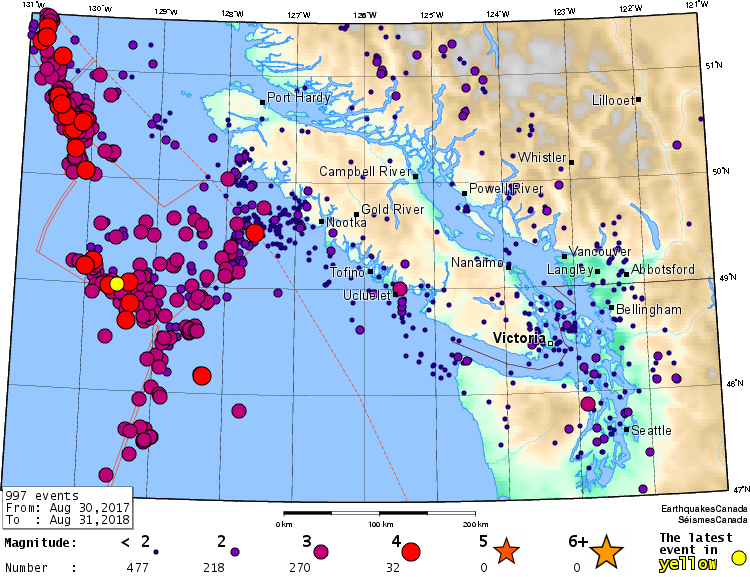 131°W 130°W 129°W 128°W 127°W 126°W 125°W 124°W 123°W 122°W 121°W
51°N
Port Hardy
Lillooet
Whistler
50°N
Campbell River
Powell River
Gold River
Nootka
Vancouver
Nanaimo
Langley
Abbotsford
Tofino
49°N
Ucluelet
Bellingham
Victoria
48°N
Seattle
47°N
997 events
From: Aug 30,2017
To : Aug 31,2018
0 km 100 km 200 km
EarthquakesCanada
SéismesCanada
Magnitude: < 2 2 3 4 5 6+
The latest
event in
yellow
Number : 477 218 270 32 0 0